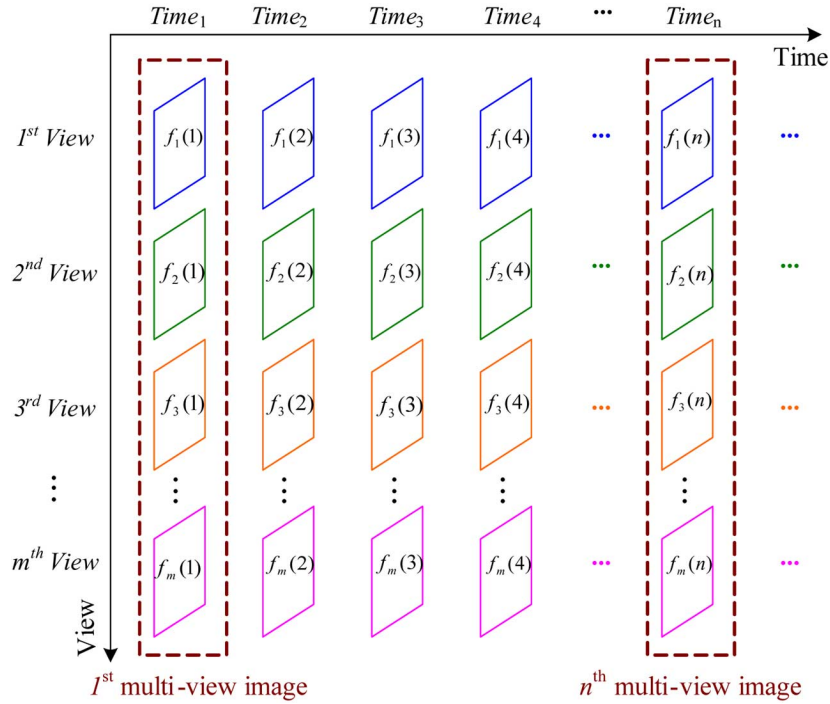 Time₁ Time₂ Time₃ Time₄ ... Timeₙ
Time
1st View f₁(1) f₁(2) f₁(3) f₁(4) ... f₁(n) ...
2nd View f₂(1) f₂(2) f₂(3) f₂(4) ... f₂(n) ...
3rd View f₃(1) f₃(2) f₃(3) f₃(4) ... f₃(n) ...
mth View fₘ(1) fₘ(2) fₘ(3) fₘ(4) ... fₘ(n) ...
View
1st multi-view image nth multi-view image